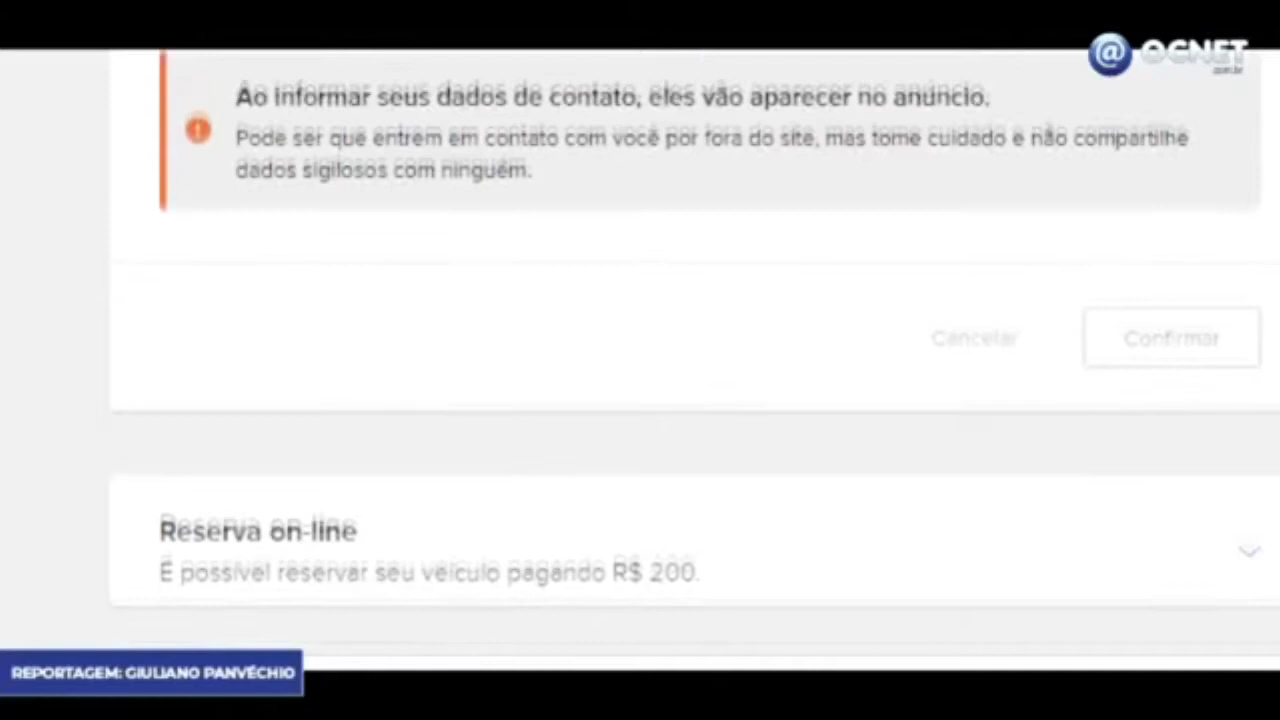 @ OCNET
.com.br
Ao informar seus dados de contato, eles vão aparecer no anúncio.
Pode ser que entrem em contato com você por fora do site, mas tome cuidado e não compartilhe
dados sigilosos com ninguém.
Cancelar
Confirmar
Reserva on-line
É possível reservar seu veículo pagando R$ 200.
REPORTAGEM: GIULIANO PANVÉCHIO